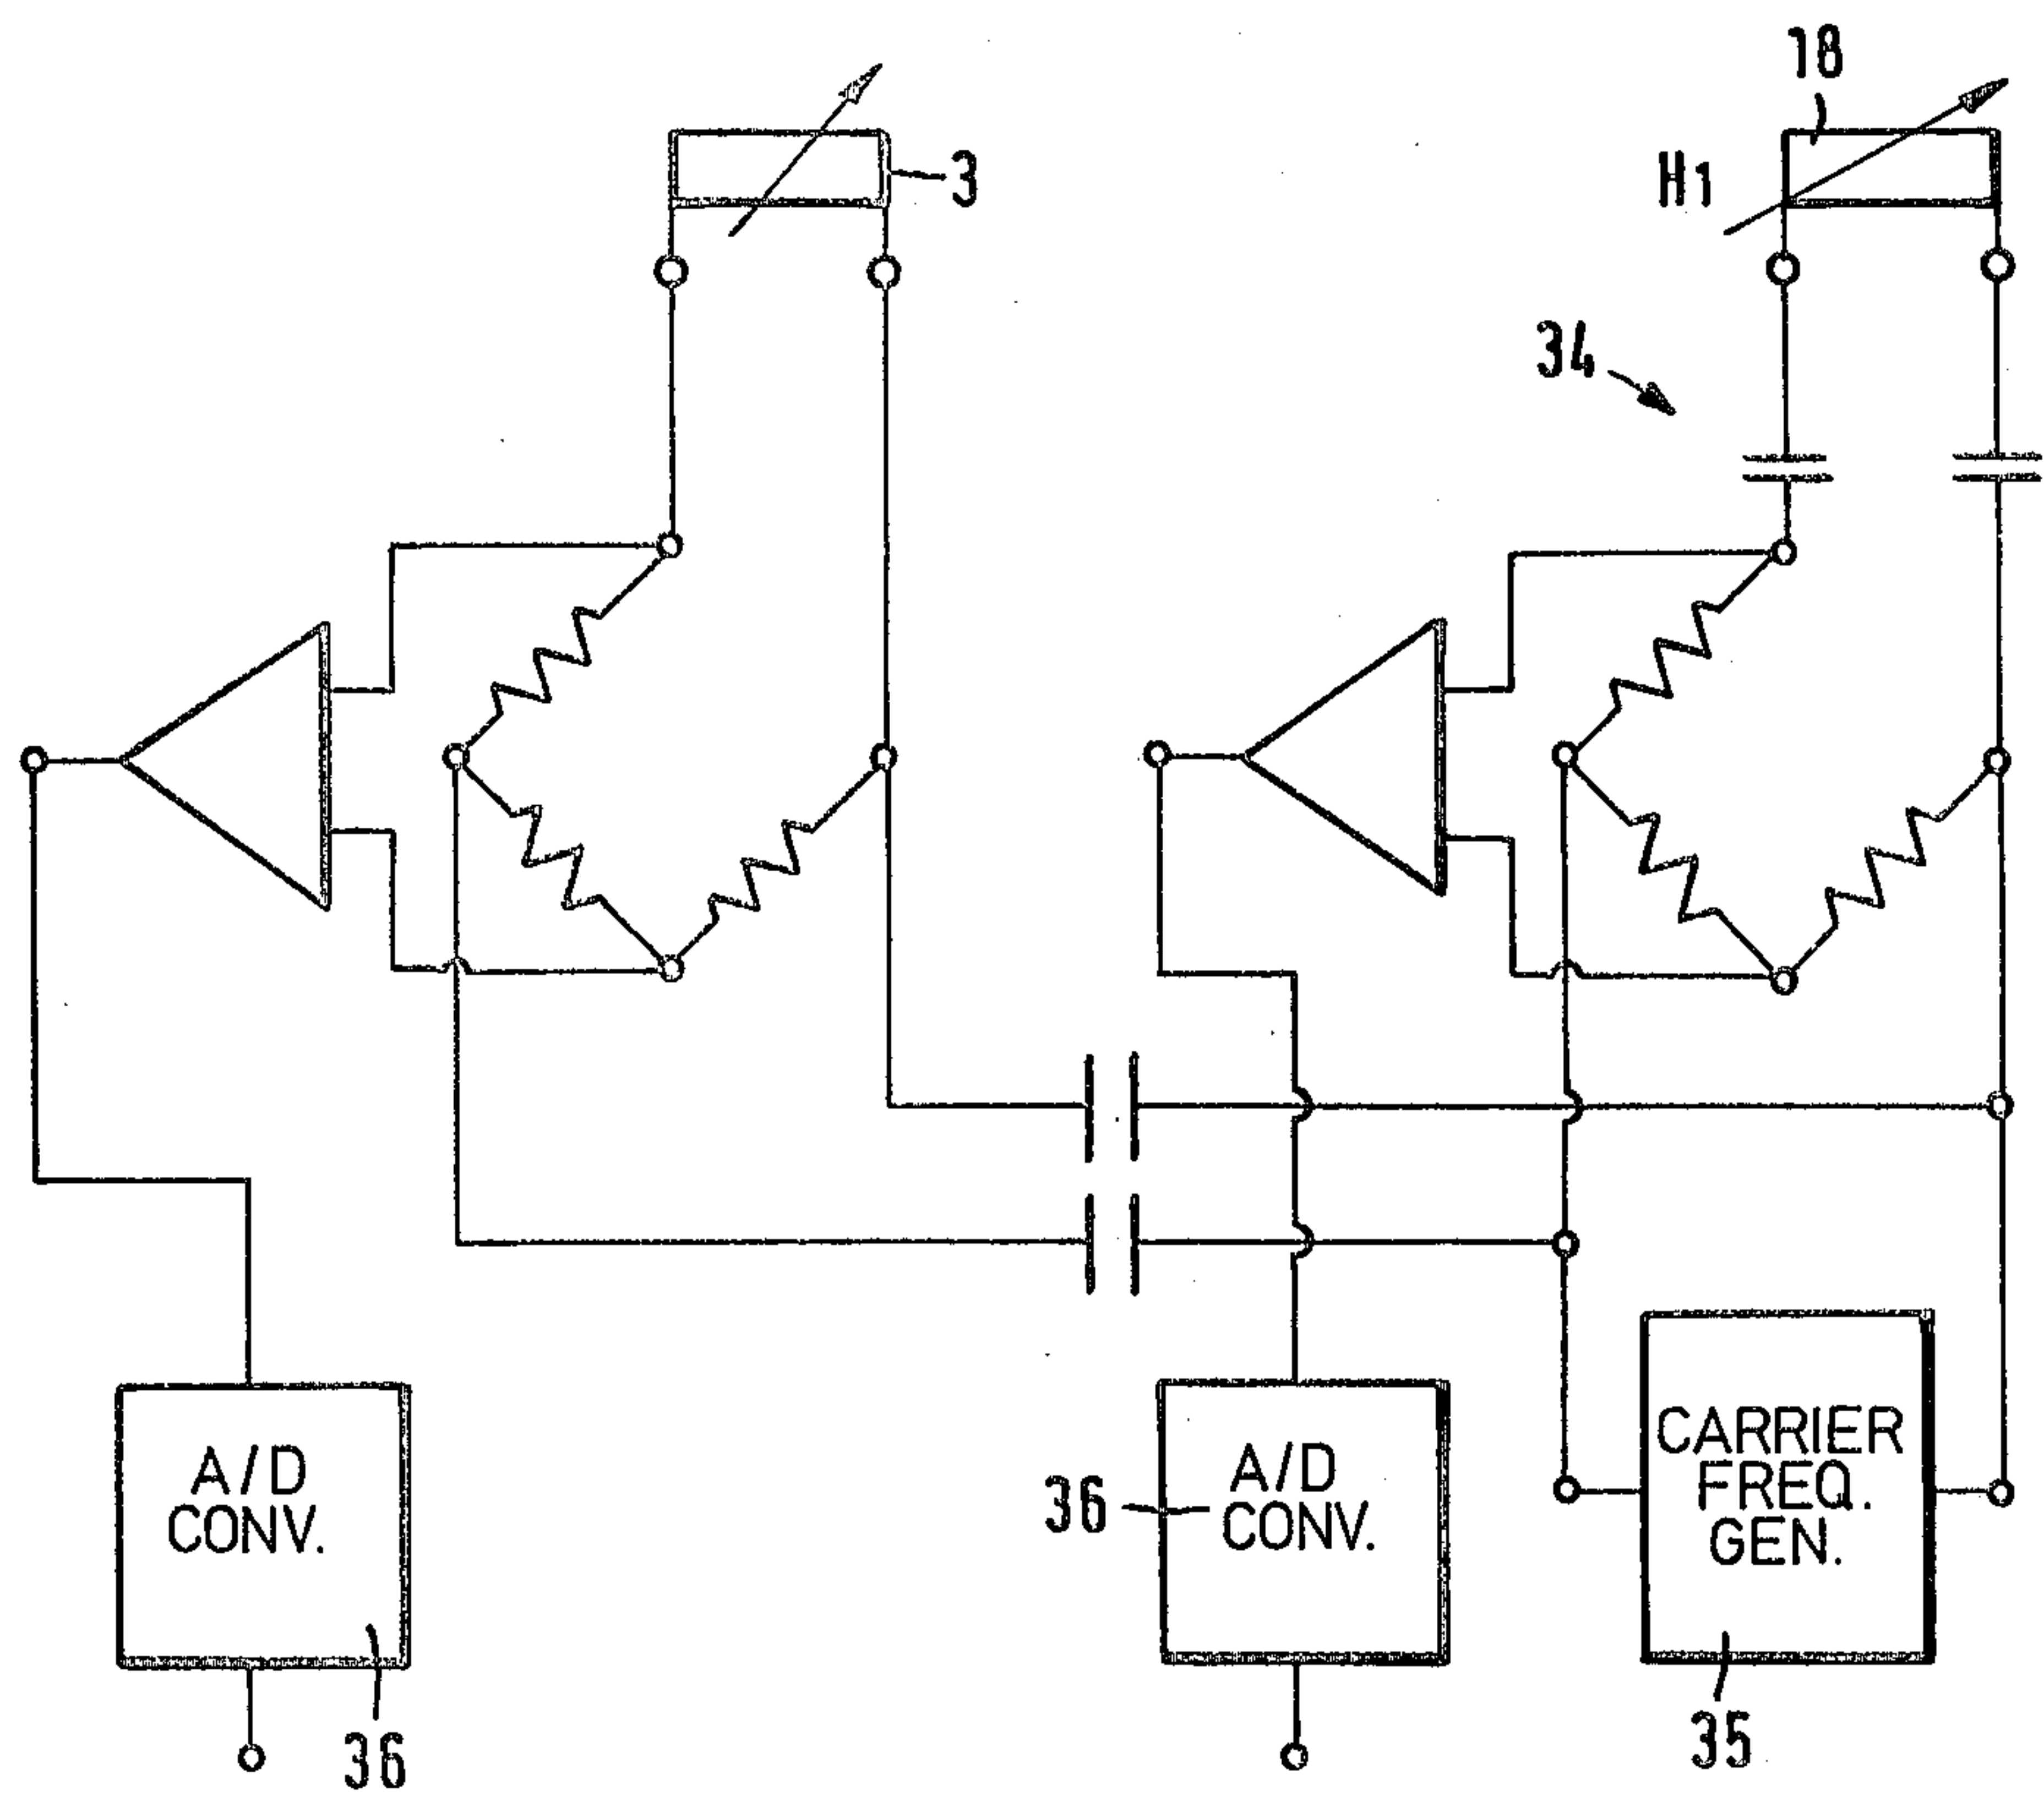 18
3
H1
34
A/D
CONV.
36
36
A/D
CONV.
CARRIER
FREQ.
GEN.
35